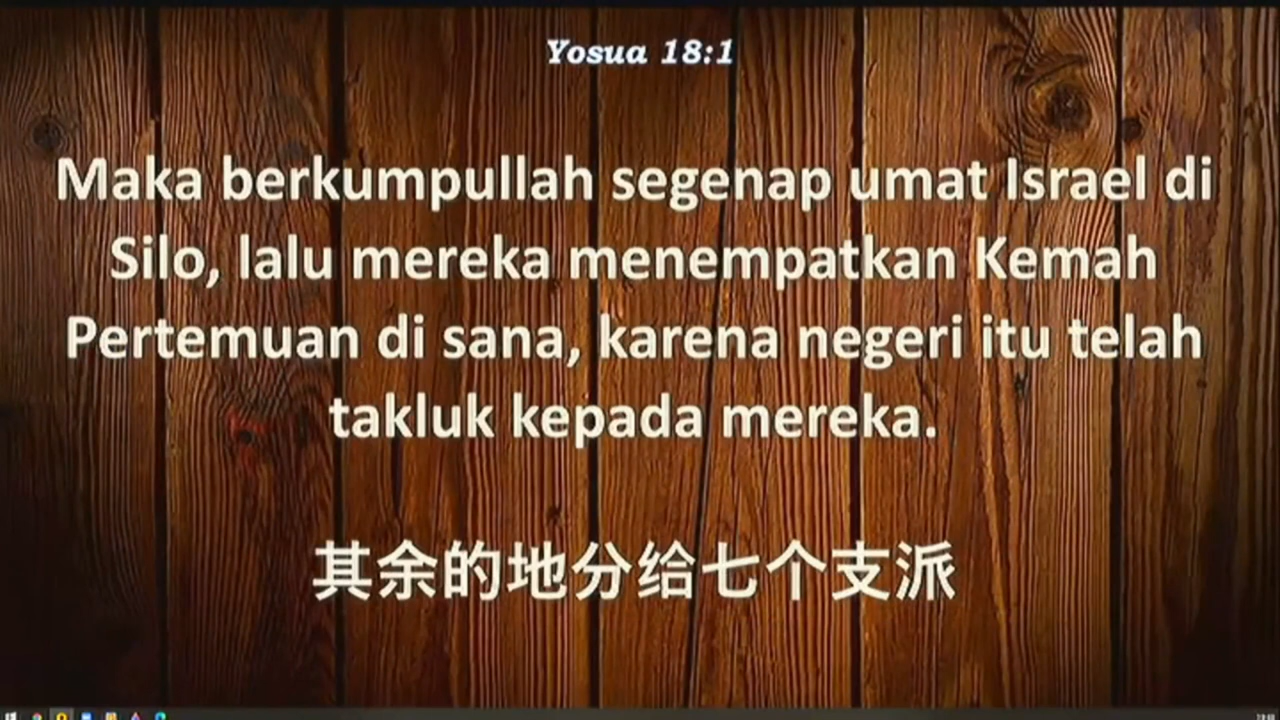 Yosua 18:1
Maka berkumpullah segenap umat Israel di
Silo, lalu mereka menempatkan Kemah
Pertemuan di sana, karena negeri itu telah
takluk kepada mereka.
其余的地分给七个支派